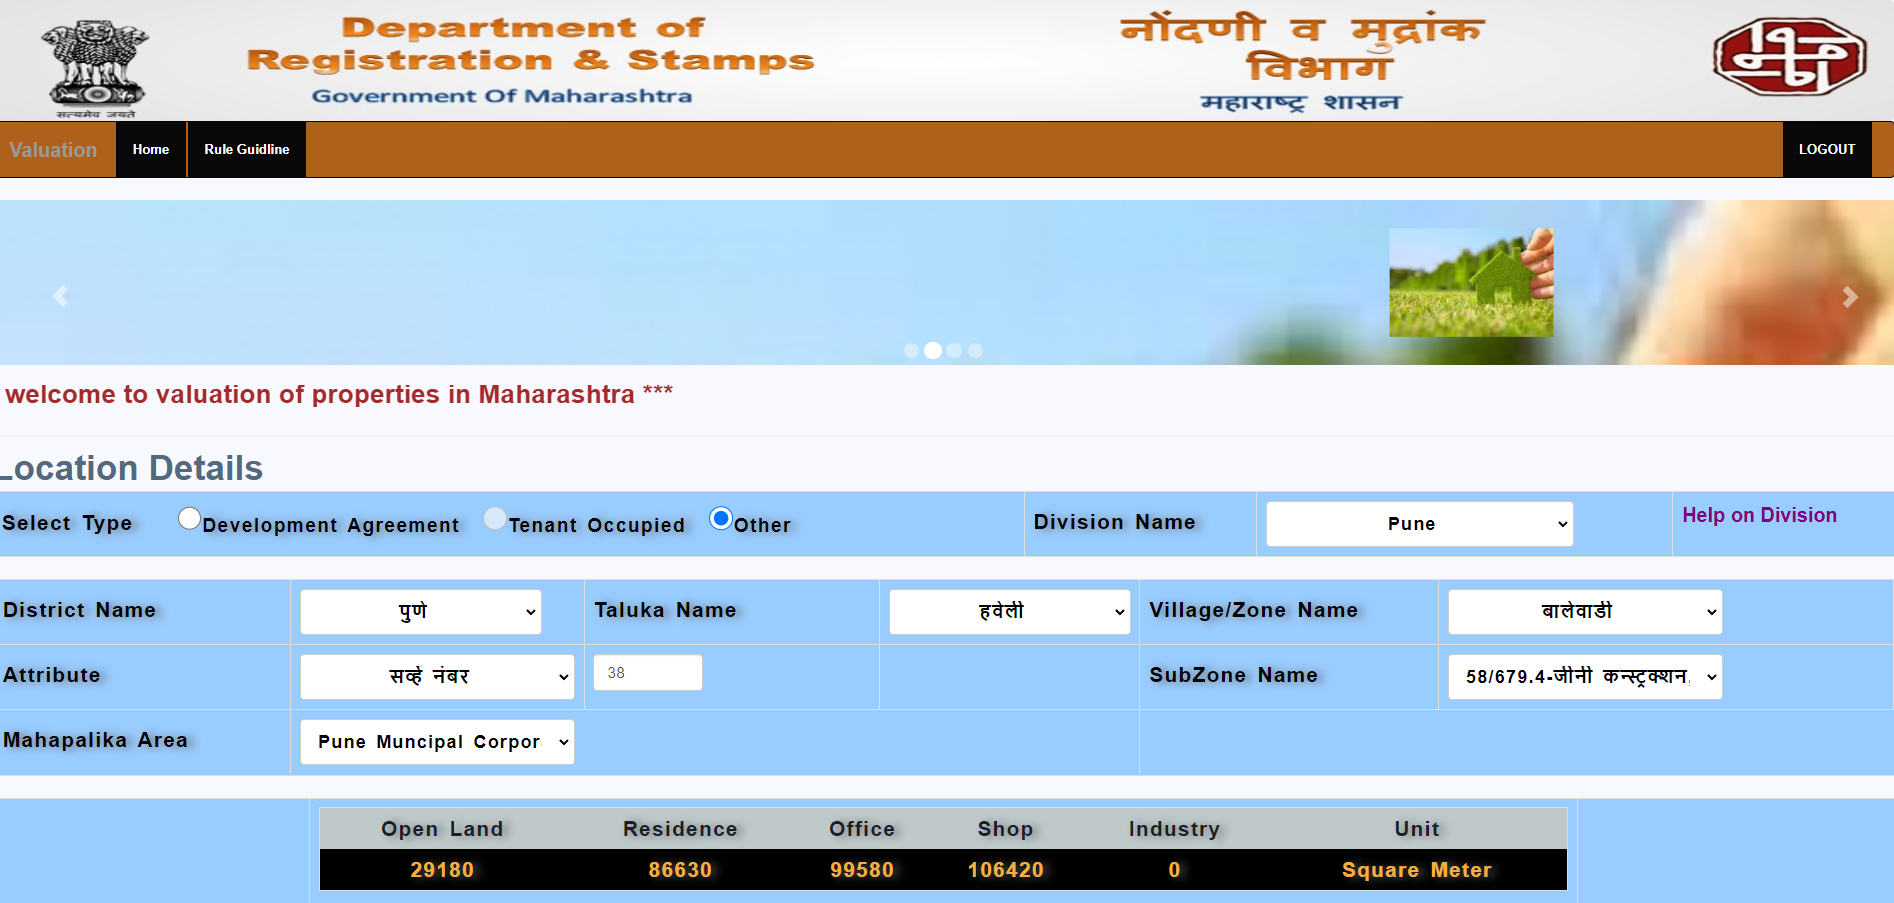 Department of
Registration & Stamps
Government Of Maharashtra
नोंदणी व मुद्रांक
विभाग
महाराष्ट्र शासन
सत्यमेव जयते
Valuation Home Rule Guidline LOGOUT
welcome to valuation of properties in Maharashtra ***
Location Details
Select Type Development Agreement Tenant Occupied Other Division Name Pune Help on Division
District Name पुणे Taluka Name हवेली Village/Zone Name बालेवाडी
Attribute सर्व्हे नंबर 38 SubZone Name 58/679.4-जीनी कन्स्ट्रक्शन,
Mahapalika Area Pune Muncipal Corpor
Open Land Residence Office Shop Industry Unit
29180 86630 99580 106420 0 Square Meter